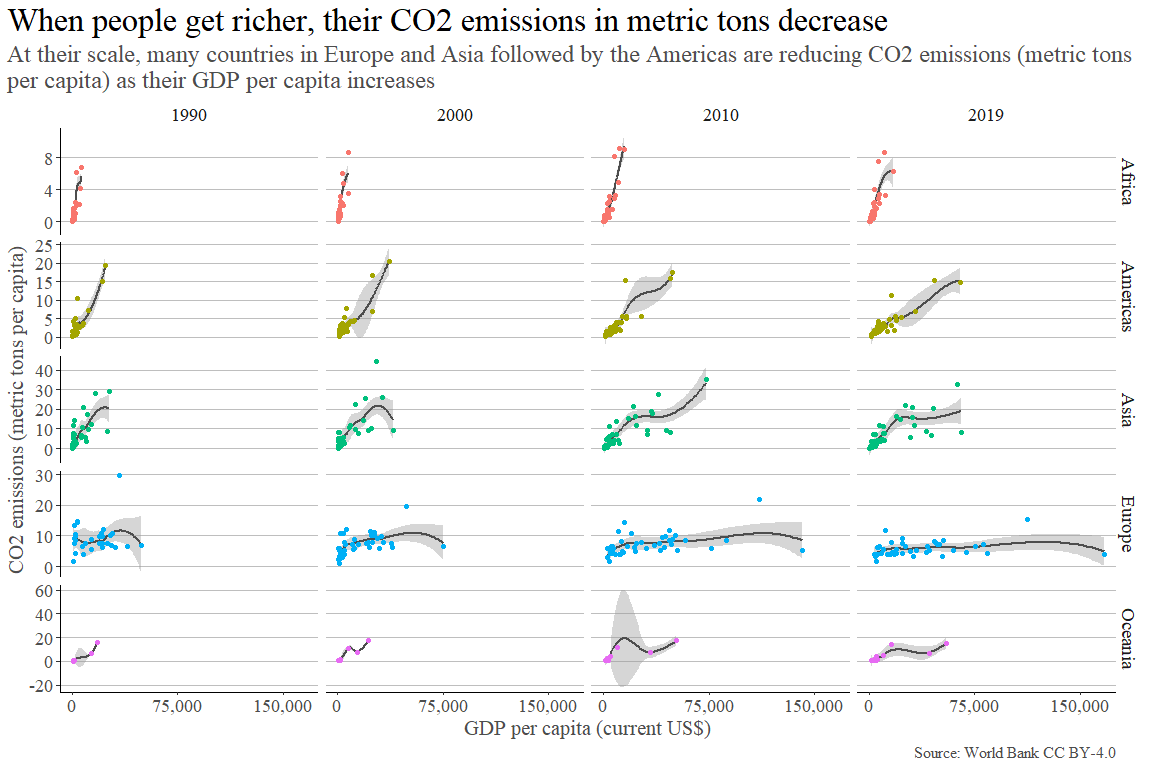 When people get richer, their CO2 emissions in metric tons decrease
At their scale, many countries in Europe and Asia followed by the Americas are reducing CO2 emissions (metric tons
per capita) as their GDP per capita increases
1990 2000 2010 2019
8
4
0
Africa
25
20
15
10
5
0
Americas
40
30
20
10
0
Asia
30
20
10
0
Europe
60
40
20
0
-20
Oceania
CO2 emissions (metric tons per capita)
0 75,000 150,000 0 75,000 150,000 0 75,000 150,000 0 75,000 150,000
GDP per capita (current US$)
Source: World Bank CC BY-4.0